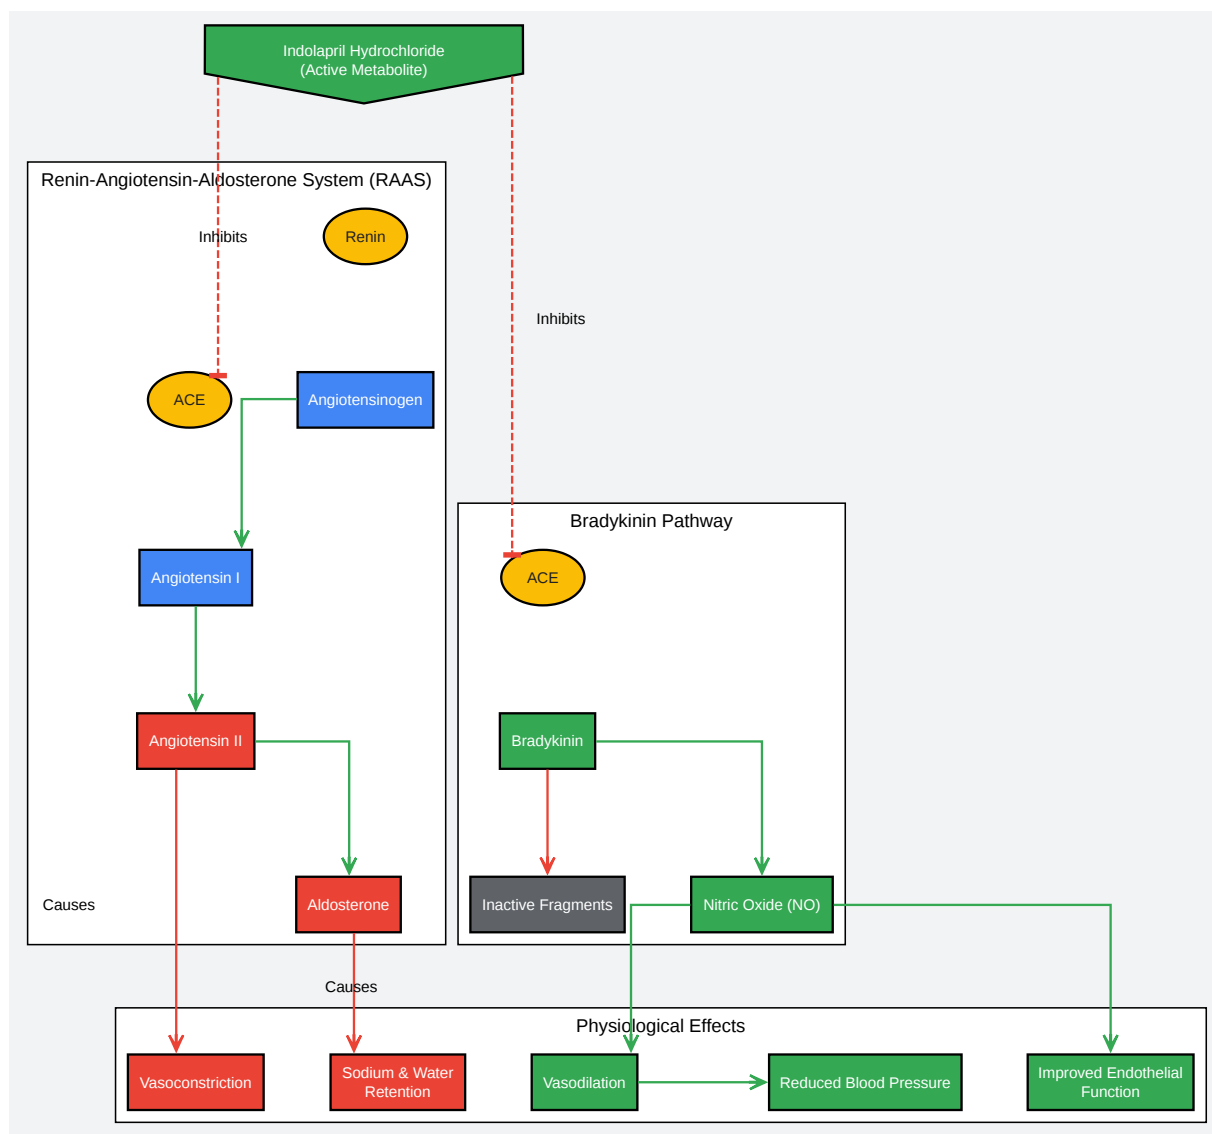 Indolapril Hydrochloride
(Active Metabolite)
Renin-Angiotensin-Aldosterone System (RAAS)
Inhibits
Renin
Inhibits
ACE
Angiotensinogen
Bradykinin Pathway
Angiotensin I
ACE
Angiotensin II
Bradykinin
Causes
Aldosterone
Inactive Fragments
Nitric Oxide (NO)
Causes
Physiological Effects
Vasoconstriction
Sodium & Water
Retention
Vasodilation
Reduced Blood Pressure
Improved Endothelial
Function